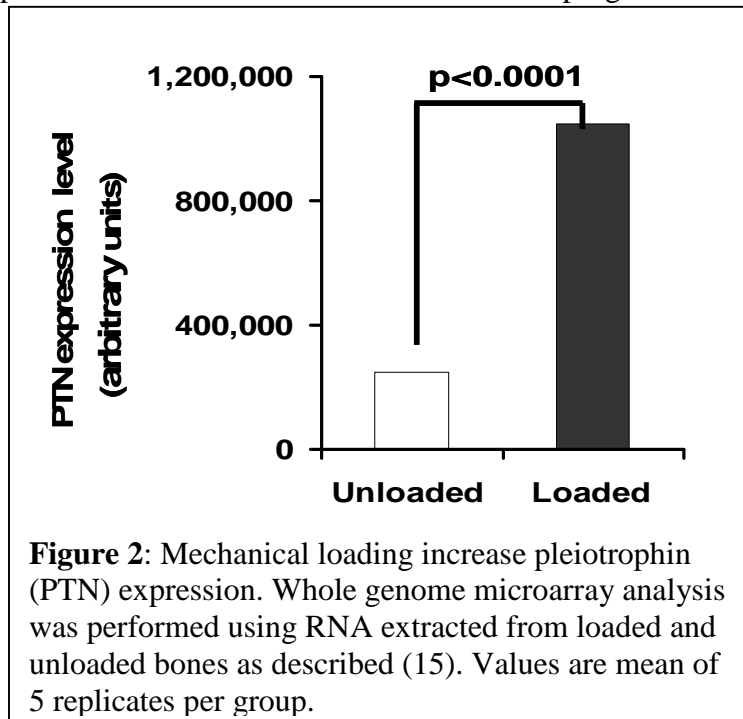 1,200,000
p<0.0001
800,000
400,000
0
PTN expression level
(arbitrary units)
Unloaded Loaded
Figure 2: Mechanical loading increase pleiotrophin
(PTN) expression. Whole genome microarray analysis
was performed using RNA extracted from loaded and
unloaded bones as described (15). Values are mean of
5 replicates per group.